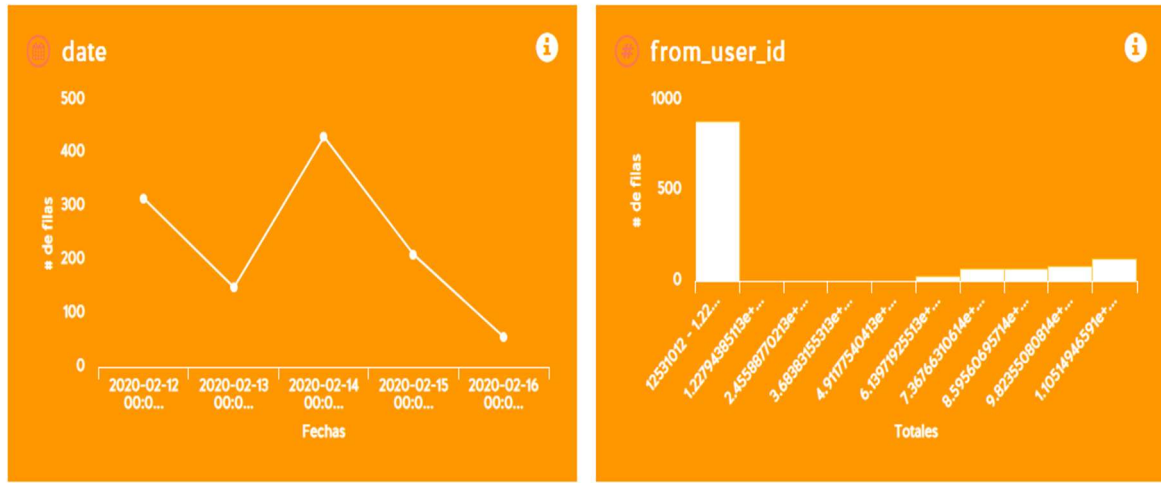 date
500
400
300
200
100
0
# de filas
2020-02-12
00:0...
2020-02-13
00:0...
2020-02-14
00:0...
2020-02-15
00:0...
2020-02-16
00:0...
Fechas
from_user_id
1000
500
0
# de filas
12531012 - 1.22...
1.22794385113e+...
2.45588770213e+...
3.68383155313e+...
4.91177540413e+...
6.13971925513e+...
7.36766310614e+...
8.59560695714e+...
9.82355080814e+...
1.10514946591e+...
Totales